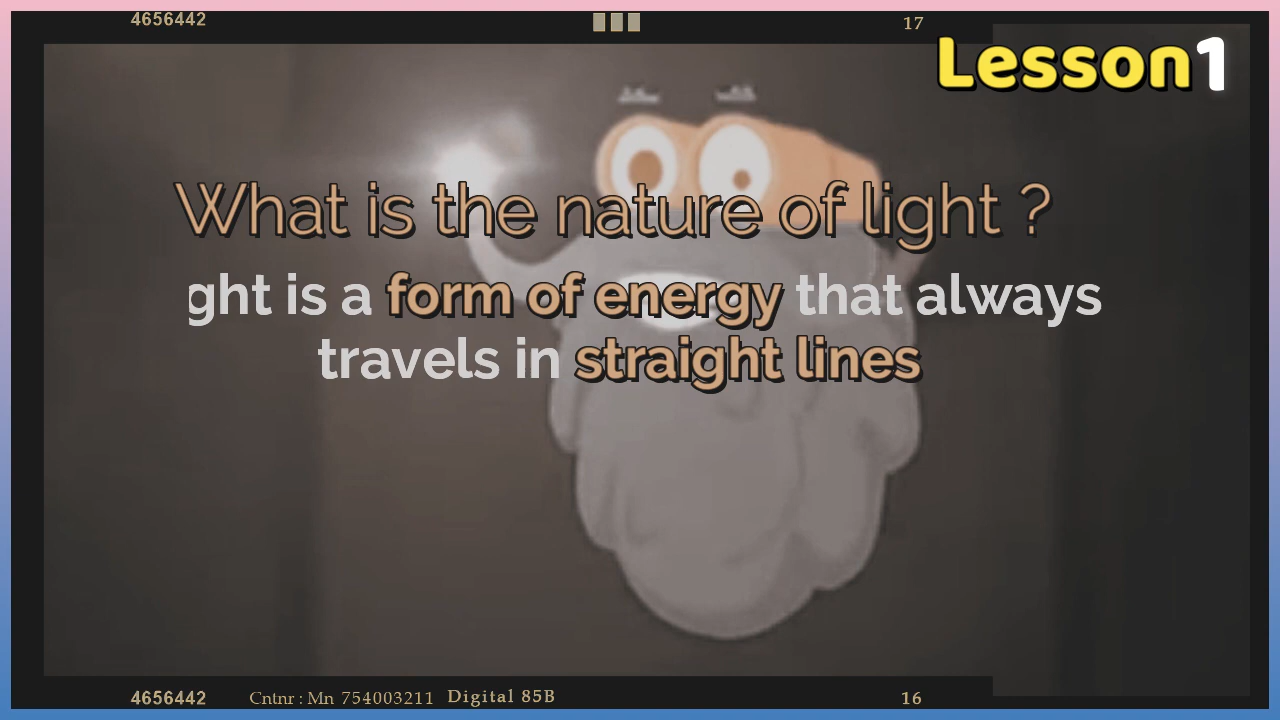 4656442
17
Lesson1
What is the nature of light ?
ght is a form of energy that always
travels in straight lines
4656442 Cntnr : Mn 754003211 Digital 85B 16